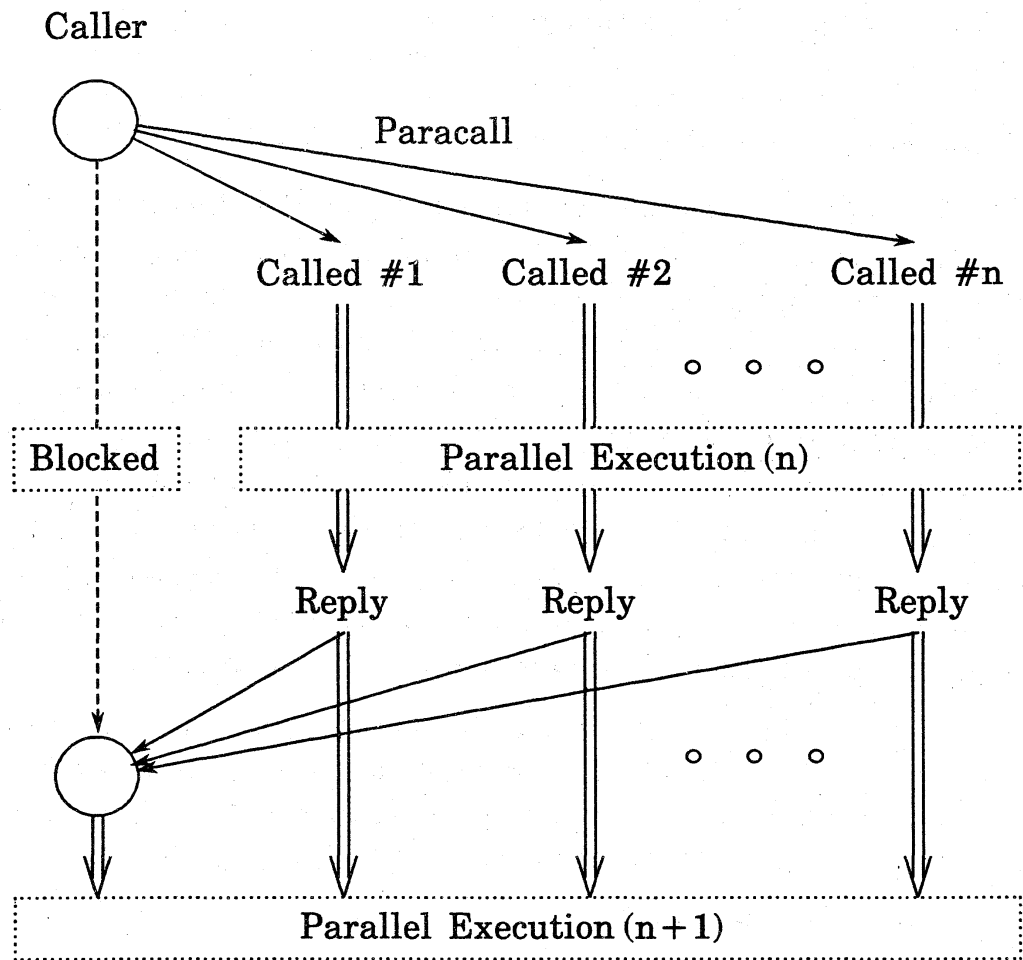 Caller
Paracall
Called #1
Called #2
Called #n
Blocked
Parallel Execution (n)
Reply
Reply
Reply
Parallel Execution (n+1)